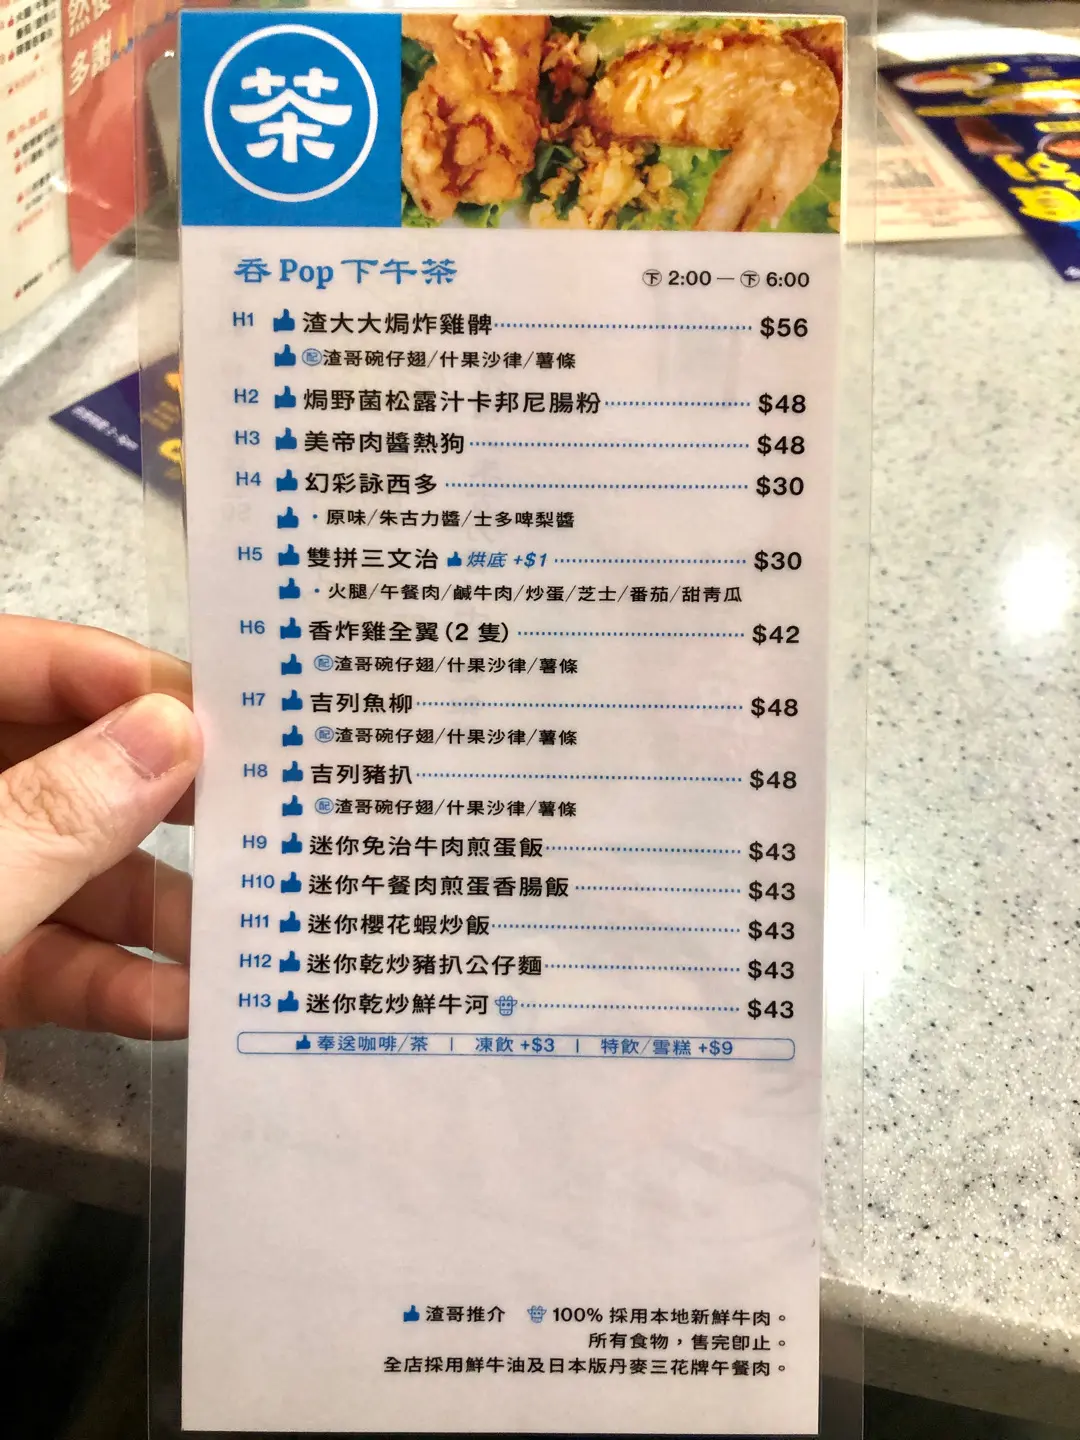 然後
多謝
茶
呑 Pop 下午茶 下 2:00 — 下 6:00
H1 渣大大焗炸雞髀 $56
配渣哥碗仔翅/什果沙律/薯條
H2 焗野菌松露汁卡邦尼腸粉 $48
H3 美帝肉醬熱狗 $48
H4 幻彩詠西多 $30
・原味/朱古力醬/士多啤梨醬
H5 雙拼三文治 烘底 +$1 $30
・火腿/午餐肉/鹹牛肉/炒蛋/芝士/番茄/甜青瓜
H6 香炸雞全翼(2 隻) $42
配渣哥碗仔翅/什果沙律/薯條
H7 吉列魚柳 $48
配渣哥碗仔翅/什果沙律/薯條
H8 吉列豬扒 $48
配渣哥碗仔翅/什果沙律/薯條
H9 迷你免治牛肉煎蛋飯 $43
H10 迷你午餐肉煎蛋香腸飯 $43
H11 迷你櫻花蝦炒飯 $43
H12 迷你乾炒豬扒公仔麵 $43
H13 迷你乾炒鮮牛河 $43
奉送咖啡/茶 | 凍飲 +$3 | 特飲/雪糕 +$9
渣哥推介 100% 採用本地新鮮牛肉。
所有食物，售完即止。
全店採用鮮牛油及日本版丹麥三花牌午餐肉。